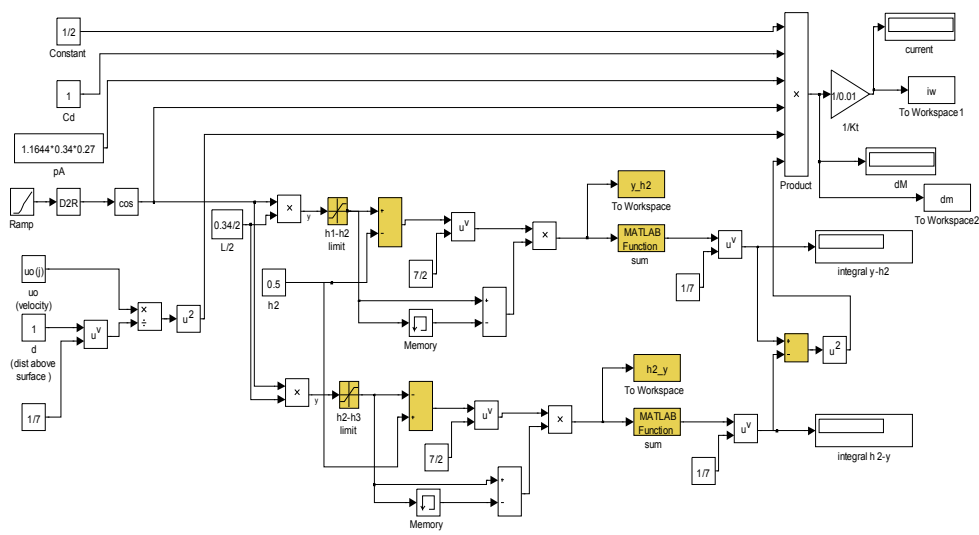 1/2
Constant
1
Cd
1.1644*0.34*0.27
pA
Ramp
D2R
cos
0.34/2
L/2
×
y
h1-h2
limit
+
-
0.5
h2
7/2
u^v
×
+
-
Memory
y_h2
To Workspace
MATLAB
Function
sum
1/7
u^v
integral y-h2
×
Product
1/0.01
1/Kt
current
iw
To Workspace1
dM
dm
To Workspace2
uo(j)
uo
(velocity)
1
d
(dist above
surface )
1/7
u^v
×
÷
u^2
×
y
h2-h3
limit
-
+
7/2
u^v
×
+
-
Memory
h2_y
To Workspace
MATLAB
Function
sum
1/7
u^v
+
-
u^2
integral h 2-y